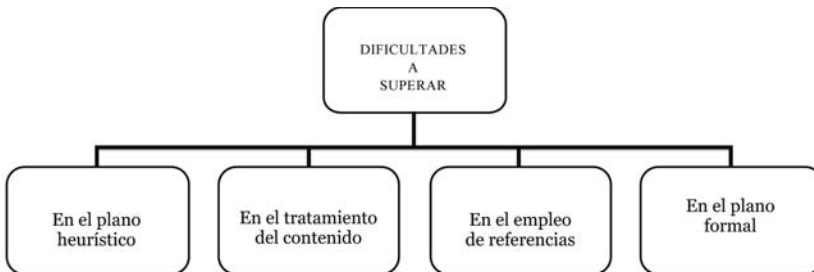 DIFICULTADES
A
SUPERAR
En el plano
heurístico
En el tratamiento
del contenido
En el empleo
de referencias
En el plano
formal